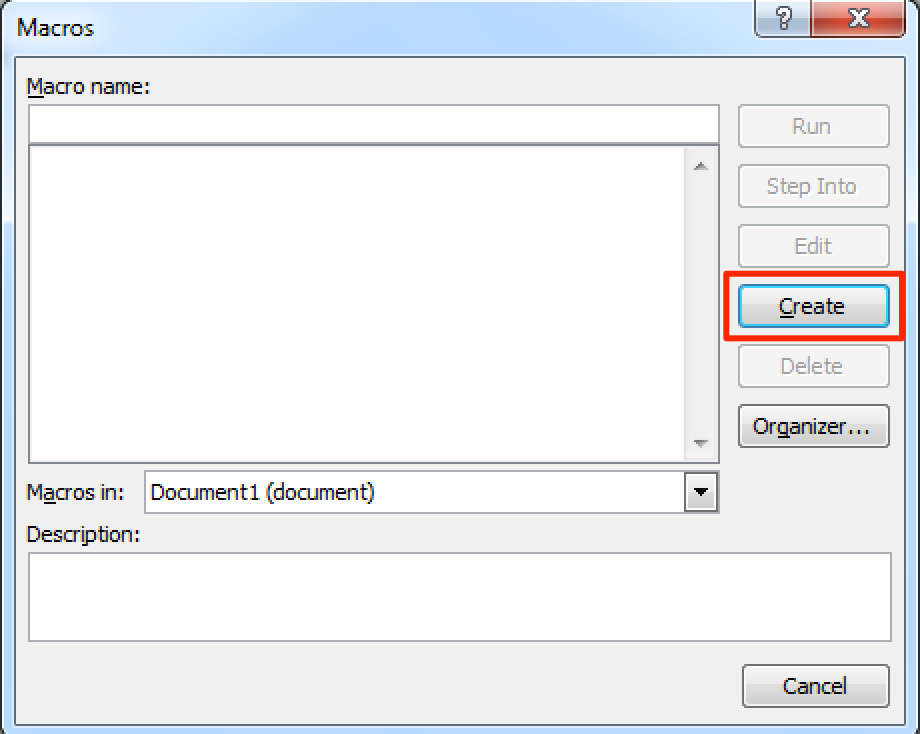 Macros
Macro name:
Run
Step Into
Edit
Create
Delete
Organizer...
Macros in: Document1 (document)
Description:
Cancel